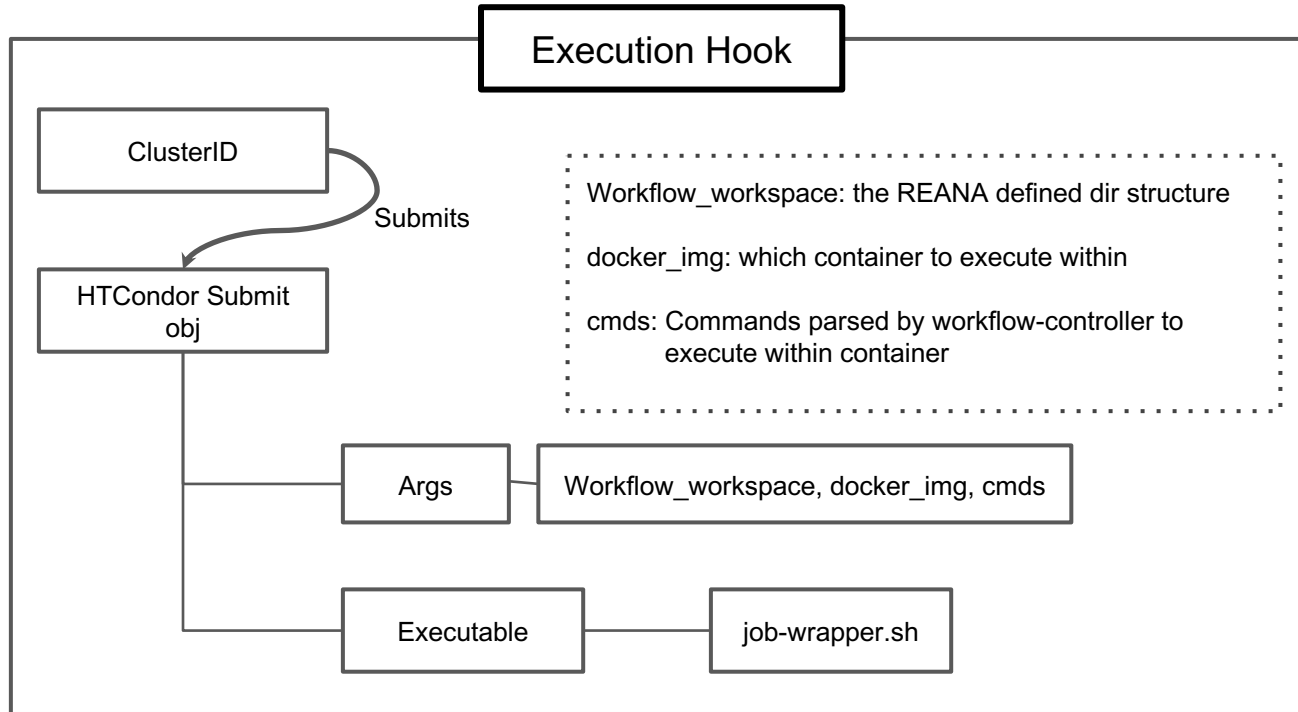 Execution Hook
ClusterID
Submits
HTCondor Submit
obj
Workflow_workspace: the REANA defined dir structure
docker_img: which container to execute within
cmds: Commands parsed by workflow-controller to
execute within container
Args
Workflow_workspace, docker_img, cmds
Executable
job-wrapper.sh